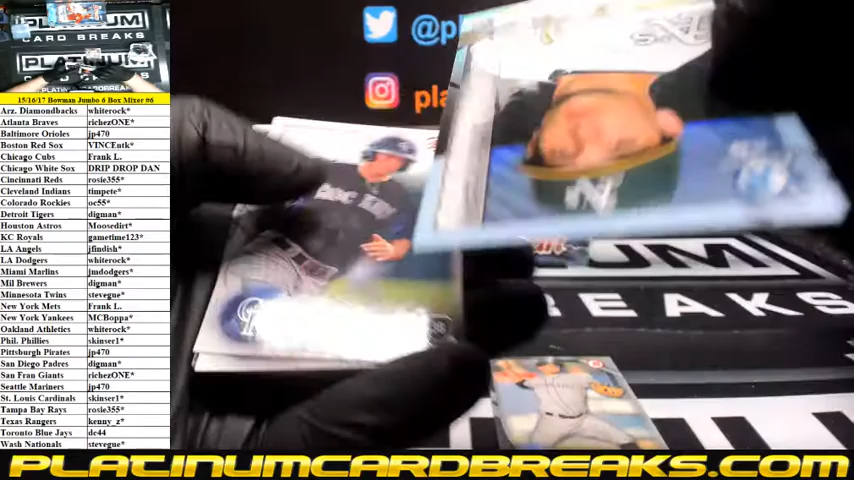 PLATINUM
CARD BREAKS
15/16/17 Bowman Jumbo 6 Box Mixer #6
Arz. Diamondbacks whiterock*
Atlanta Braves richezONE*
Baltimore Orioles jp470
Boston Red Sox VINCEntk*
Chicago Cubs Frank L.
Chicago White Sox DRIP DROP DAN
Cincinati Reds rosie355*
Cleveland Indians timpete*
Colorado Rockies oc55*
Detroit Tigers digman*
Houston Astros Moosedirt*
KC Royals gametime123*
LA Angels jfindish*
LA Dodgers whiterock*
Miami Marlins jmdodgers*
Mil Brewers digman*
Minnesota Twins stevegue*
New York Mets Frank L.
New York Yankees MCBoppa*
Oakland Athletics whiterock*
Phil. Phillies skinser1*
Pittsburgh Pirates jp470
San Diego Padres digman*
San Fran Giants richezONE*
Seattle Mariners jp470
St. Louis Cardinals skinser1*
Tampa Bay Rays rosie355*
Texas Rangers kenny_z*
Toronto Blue Jays dc44
Wash Nationals stevegue*
@pl
pla
NUM
BREAKS
PLATINUMCARDBREAKS.COM